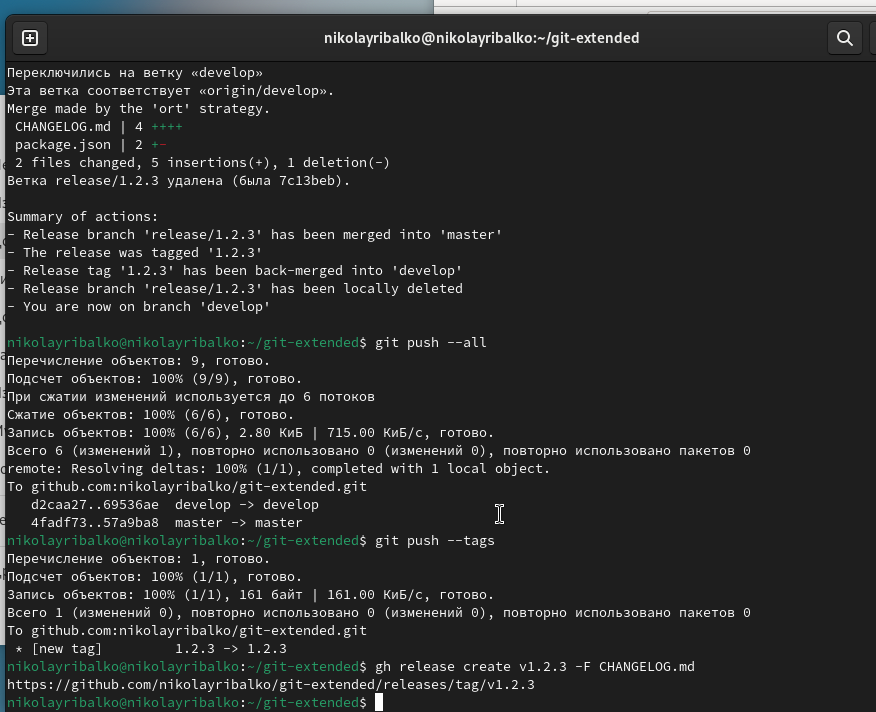 nikolayribalko@nikolayribalko:~/git-extended
Переключились на ветку «develop»
Эта ветка соответствует «origin/develop».
Merge made by the 'ort' strategy.
 CHANGELOG.md | 4 ++++
 package.json | 2 +-
 2 files changed, 5 insertions(+), 1 deletion(-)
Ветка release/1.2.3 удалена (была 7c13beb).

Summary of actions:
- Release branch 'release/1.2.3' has been merged into 'master'
- The release was tagged '1.2.3'
- Release tag '1.2.3' has been back-merged into 'develop'
- Release branch 'release/1.2.3' has been locally deleted
- You are now on branch 'develop'

nikolayribalko@nikolayribalko:~/git-extended$ git push --all
Перечисление объектов: 9, готово.
Подсчет объектов: 100% (9/9), готово.
При сжатии изменений используется до 6 потоков
Сжатие объектов: 100% (6/6), готово.
Запись объектов: 100% (6/6), 2.80 КиБ | 715.00 КиБ/с, готово.
Всего 6 (изменений 1), повторно использовано 0 (изменений 0), повторно использовано пакетов 0
remote: Resolving deltas: 100% (1/1), completed with 1 local object.
To github.com:nikolayribalko/git-extended.git
   d2caa27..69536ae  develop -> develop
   4fadf73..57a9ba8  master -> master
nikolayribalko@nikolayribalko:~/git-extended$ git push --tags
Перечисление объектов: 1, готово.
Подсчет объектов: 100% (1/1), готово.
Запись объектов: 100% (1/1), 161 байт | 161.00 КиБ/с, готово.
Всего 1 (изменений 0), повторно использовано 0 (изменений 0), повторно использовано пакетов 0
To github.com:nikolayribalko/git-extended.git
 * [new tag]         1.2.3 -> 1.2.3
nikolayribalko@nikolayribalko:~/git-extended$ gh release create v1.2.3 -F CHANGELOG.md
https://github.com/nikolayribalko/git-extended/releases/tag/v1.2.3
nikolayribalko@nikolayribalko:~/git-extended$